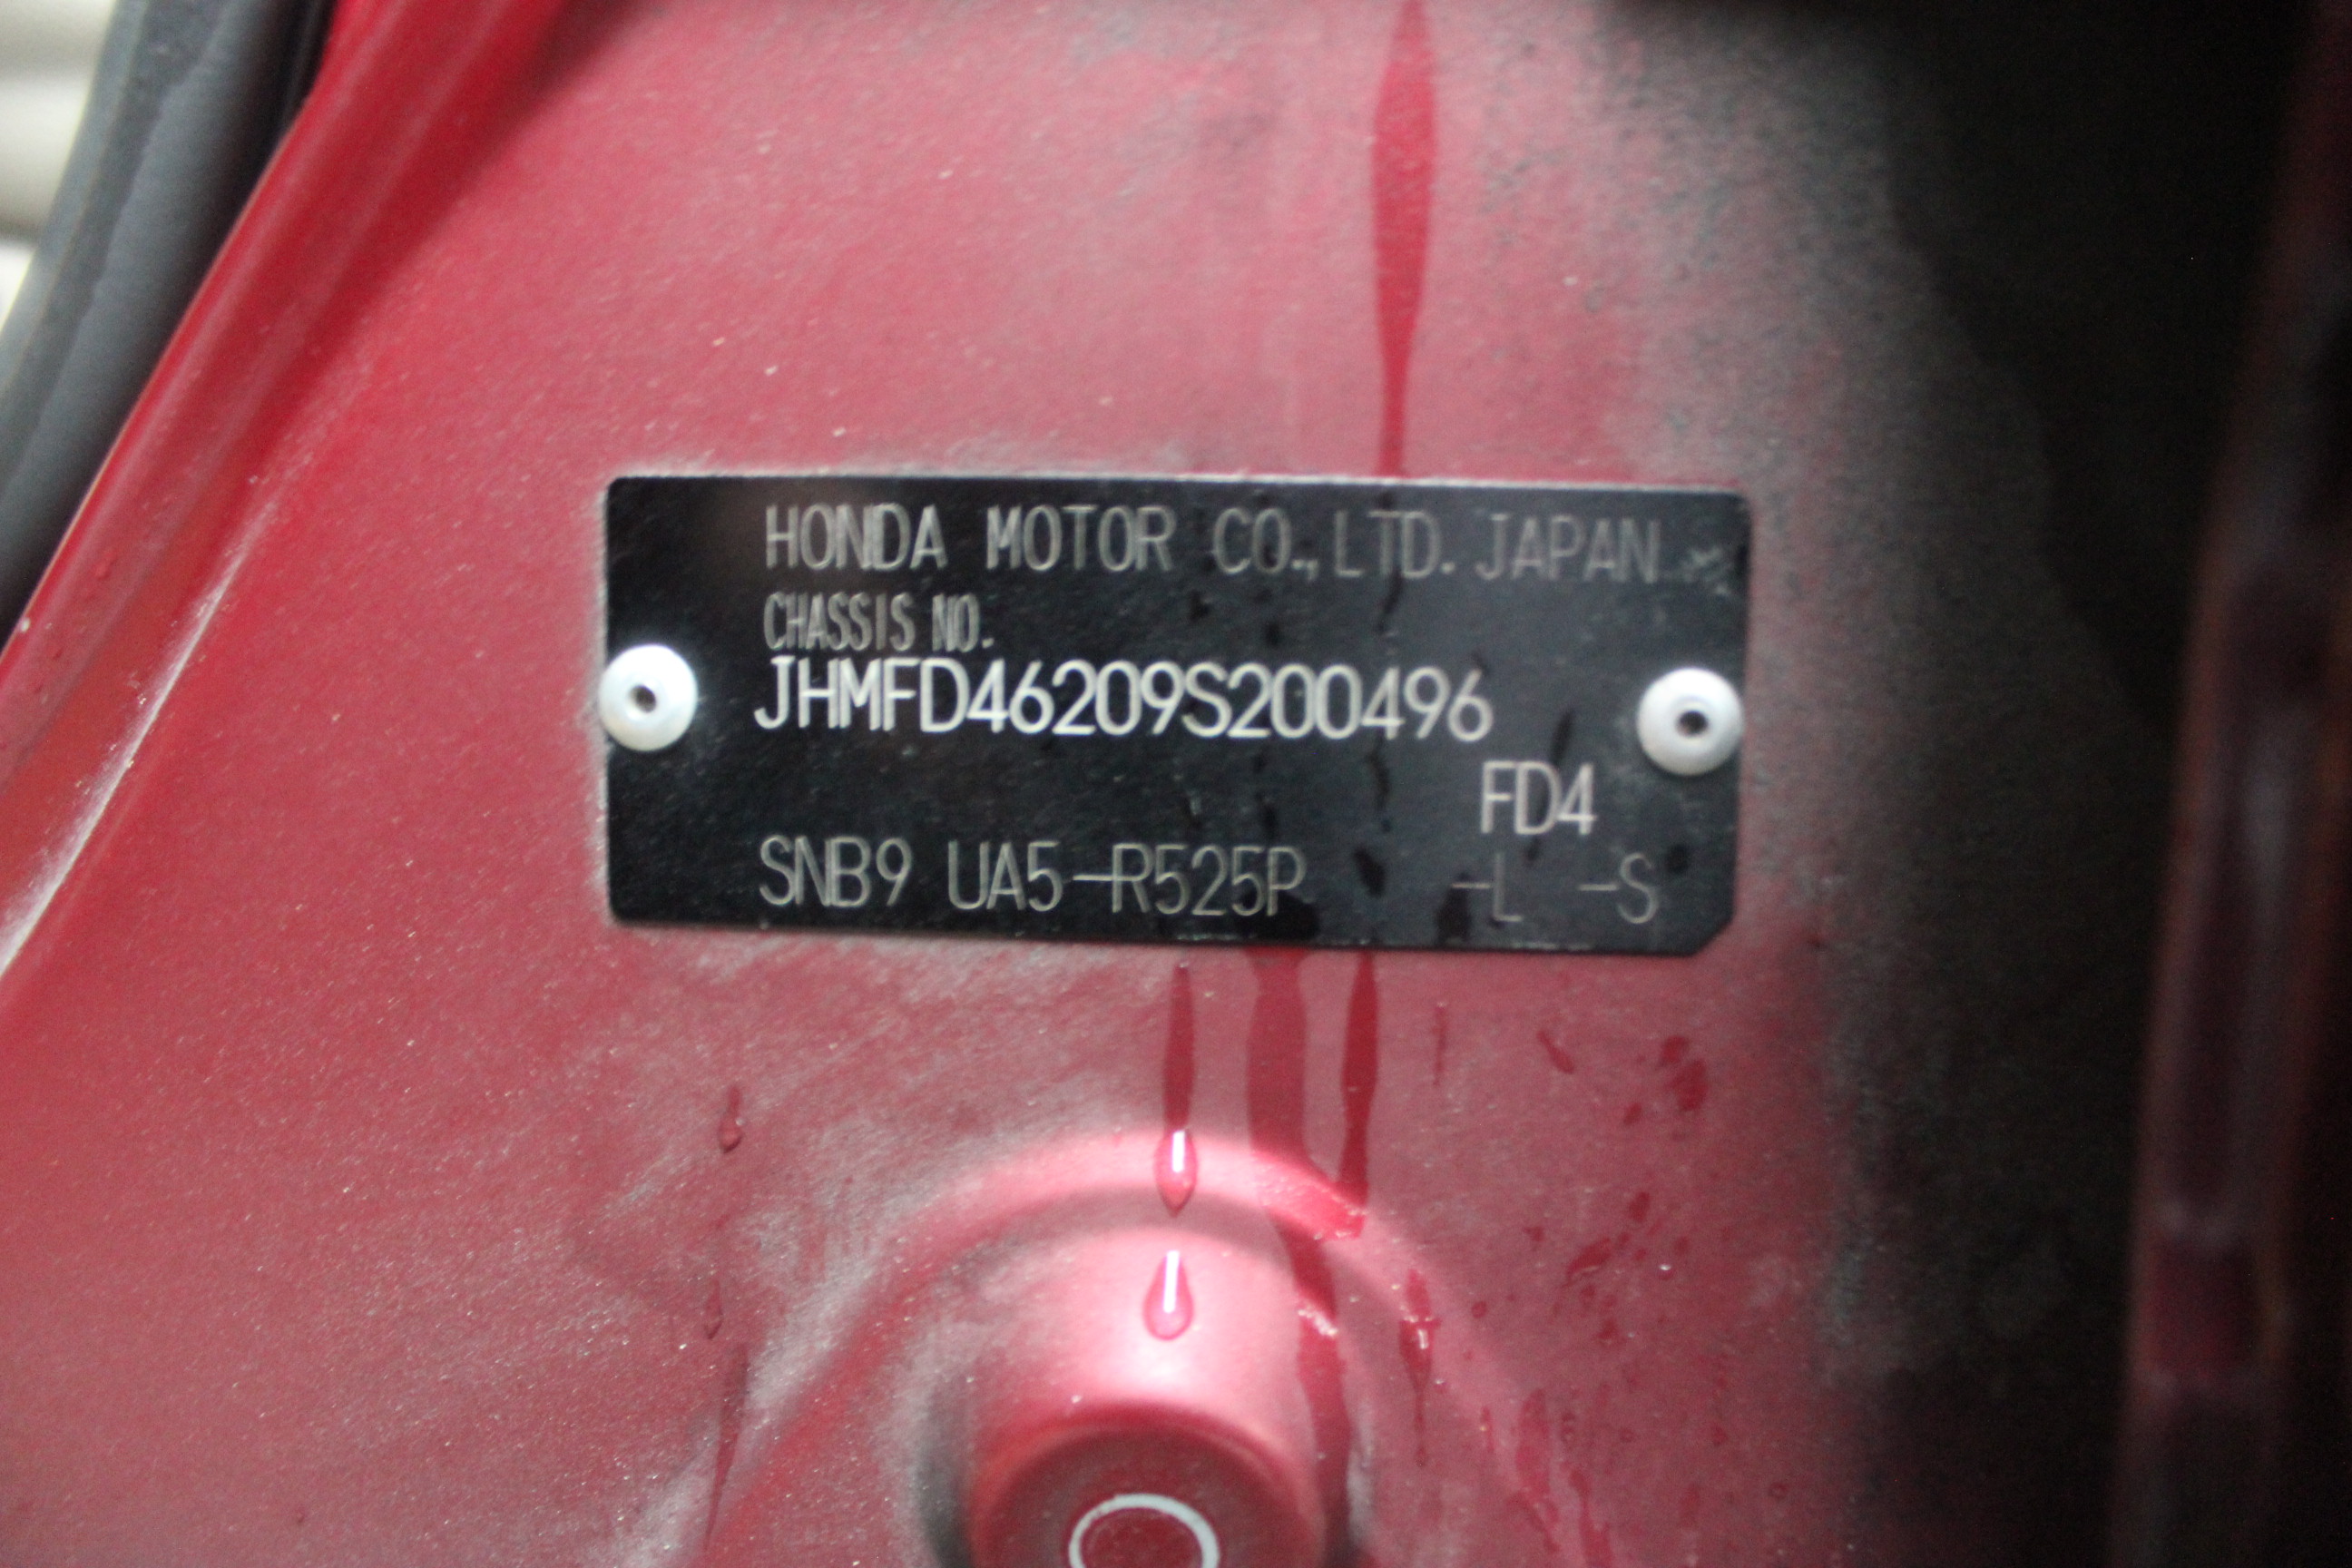 HONDA MOTOR CO.,LTD. JAPAN
CHASSIS NO.
JHMFD46209S200496
FD4
SNB9 UA5-R525P -L -S